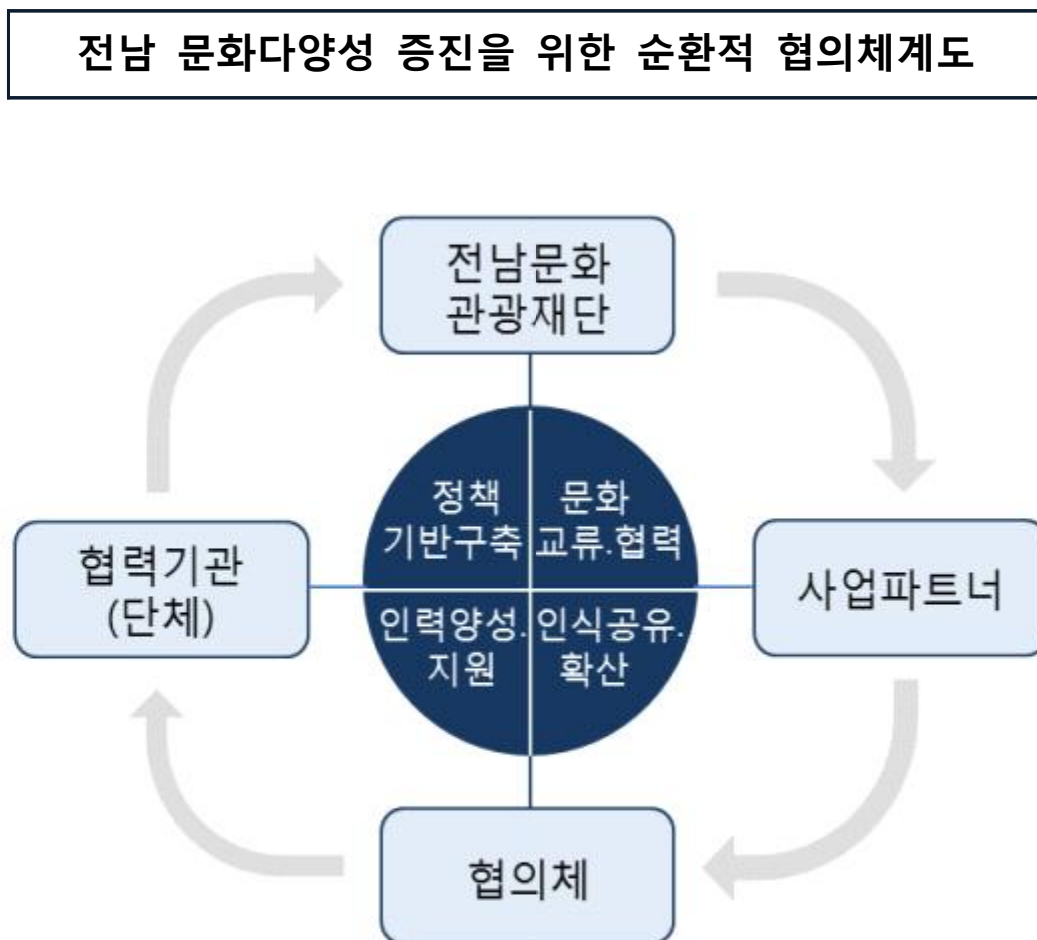 전남 문화다양성 증진을 위한 순환적 협의체계도
전남문화
관광재단
정책
기반구축
문화
교류.협력
협력기관
(단체)
사업파트너
인력양성.
지원
인식공유.
확산
협의체